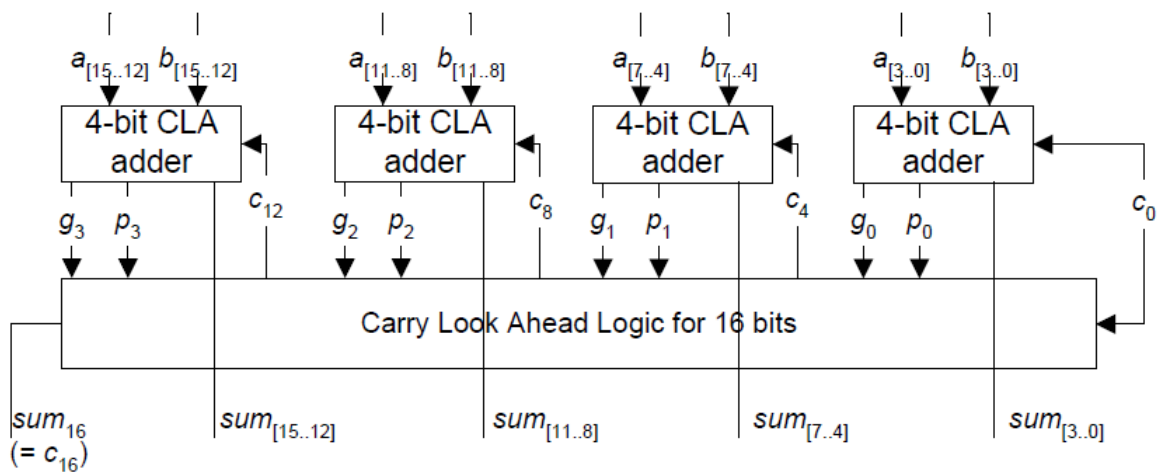 a[15..12] b[15..12] a[11..8] b[11..8] a[7..4] b[7..4] a[3..0] b[3..0]
4-bit CLA 4-bit CLA 4-bit CLA 4-bit CLA
adder adder adder adder
c12 c8 c4 c0
g3 p3 g2 p2 g1 p1 g0 p0
Carry Look Ahead Logic for 16 bits
sum16 sum[15..12] sum[11..8] sum[7..4] sum[3..0]
(= c16)